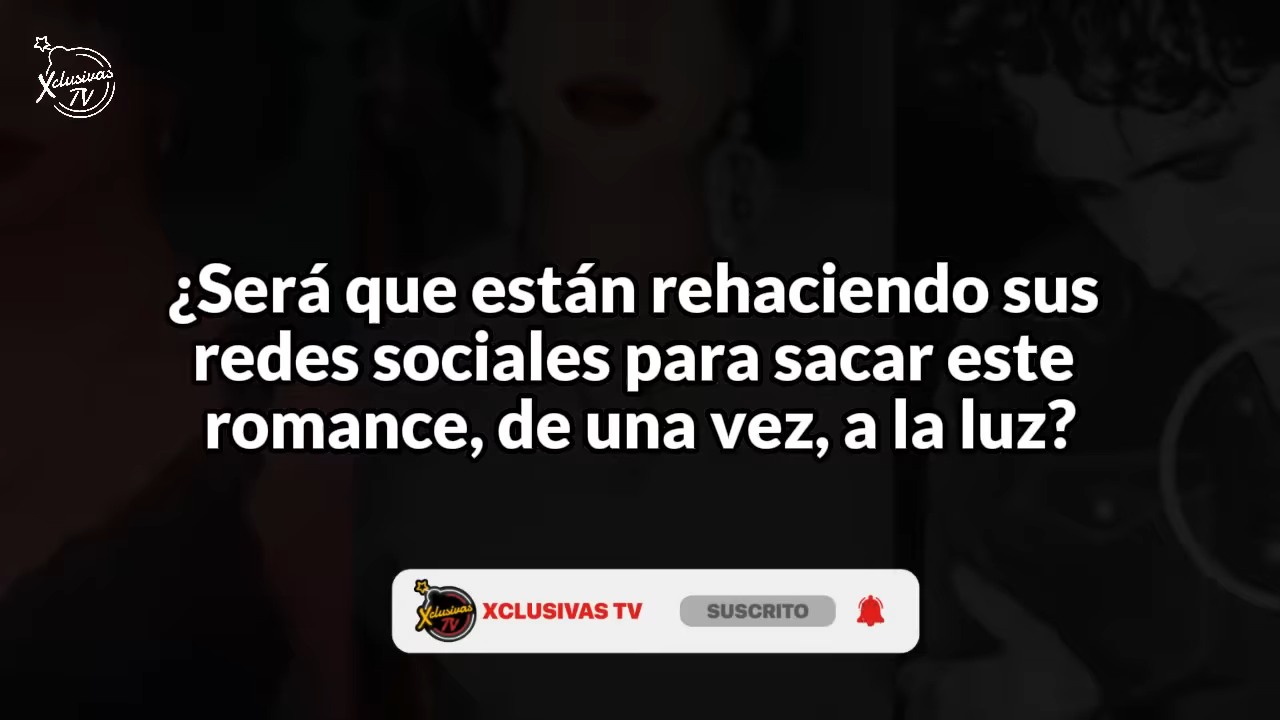 Xclusivas
TV
¿Será que están rehaciendo sus
redes sociales para sacar este
romance, de una vez, a la luz?
Xclusivas
TV
XCLUSIVAS TV
SUSCRITO